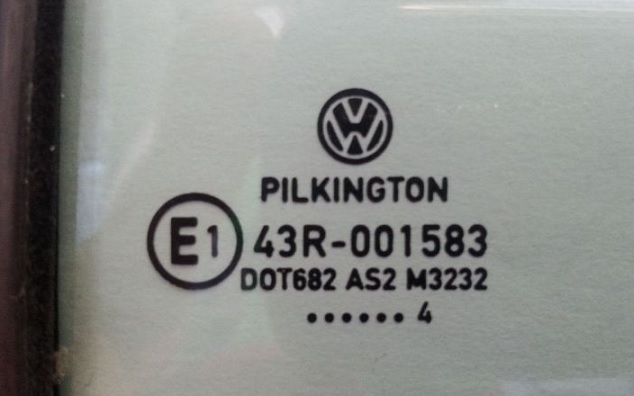 PILKINGTON
E1 43R-001583
DOT682 AS2 M3232
...... 4